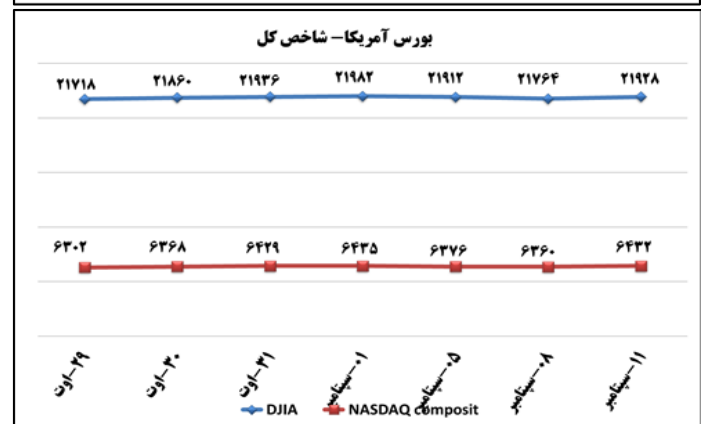 بورس آمریکا– شاخص کل
۲۱۷۱۸ ۲۱۸۶۰ ۲۱۹۳۶ ۲۱۹۸۲ ۲۱۹۱۲ ۲۱۷۶۴ ۲۱۹۲۸
۶۳۰۲ ۶۳۶۸ ۶۴۲۹ ۶۴۳۵ ۶۳۷۶ ۶۳۶۰ ۶۴۳۲
۲۹-اوت ۳۰-اوت ۳۱-اوت ۰۱-سپتامبر ۰۵-سپتامبر ۰۸-سپتامبر ۱۱-سپتامبر
DJIA NASDAQ composit